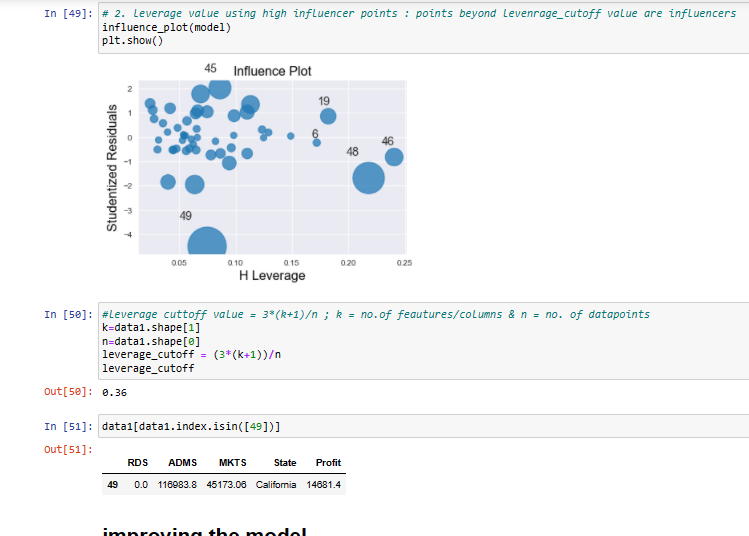 In [49]: # 2. leverage value using high influencer points : points beyond levenrage_cutoff value are influencers
influence_plot(model)
plt.show()
45 Influence Plot
2
1
0
−1
−2
−3
−4
19
6
46
48
49
Studentized Residuals
0.05 0.10 0.15 0.20 0.25
H Leverage
In [50]: #leverage cuttoff value = 3*(k+1)/n ; k = no.of feautures/columns & n = no. of datapoints
k=data1.shape[1]
n=data1.shape[0]
leverage_cutoff = (3*(k+1))/n
leverage_cutoff
Out[50]: 0.36
In [51]: data1[data1.index.isin([49])]
Out[51]:
RDS ADMS MKTS State Profit
49 0.0 116983.8 45173.06 California 14681.4
improving the model